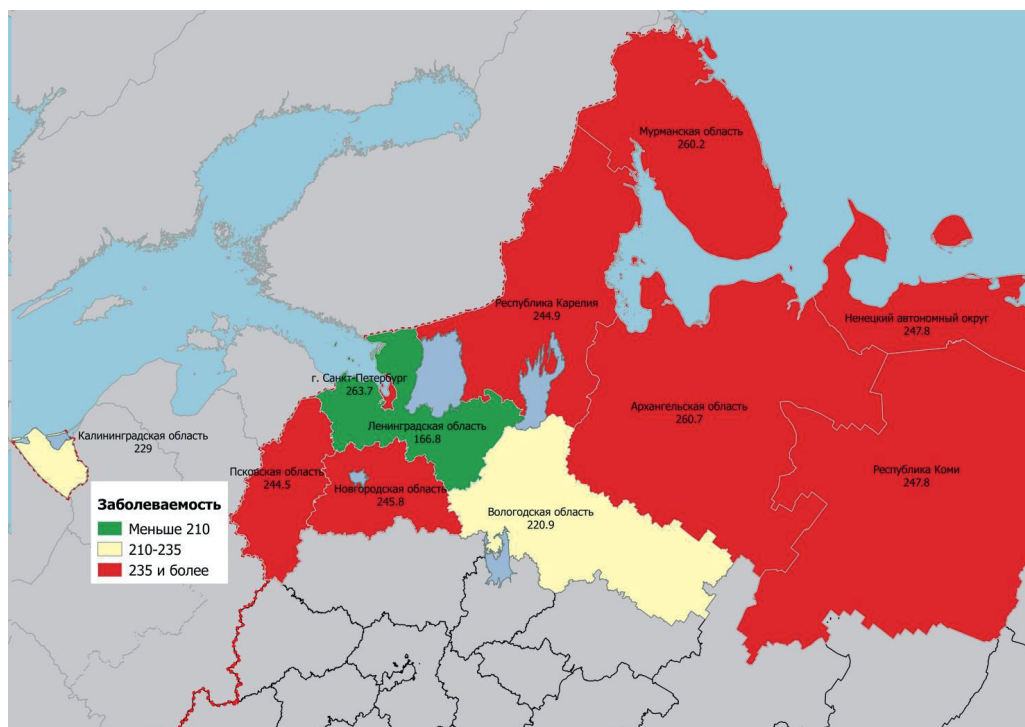 Мурманская область
260.2
Республика Карелия
244.9
Ненецкий автономный округ
247.8
г. Санкт-Петербург
263.7
Архангельская область
260.7
Ленинградская область
166.8
Калининградская область
229
Псковская область
244.5
Новгородская область
245.8
Республика Коми
247.8
Вологодская область
220.9
Заболеваемость
Меньше 210
210-235
235 и более